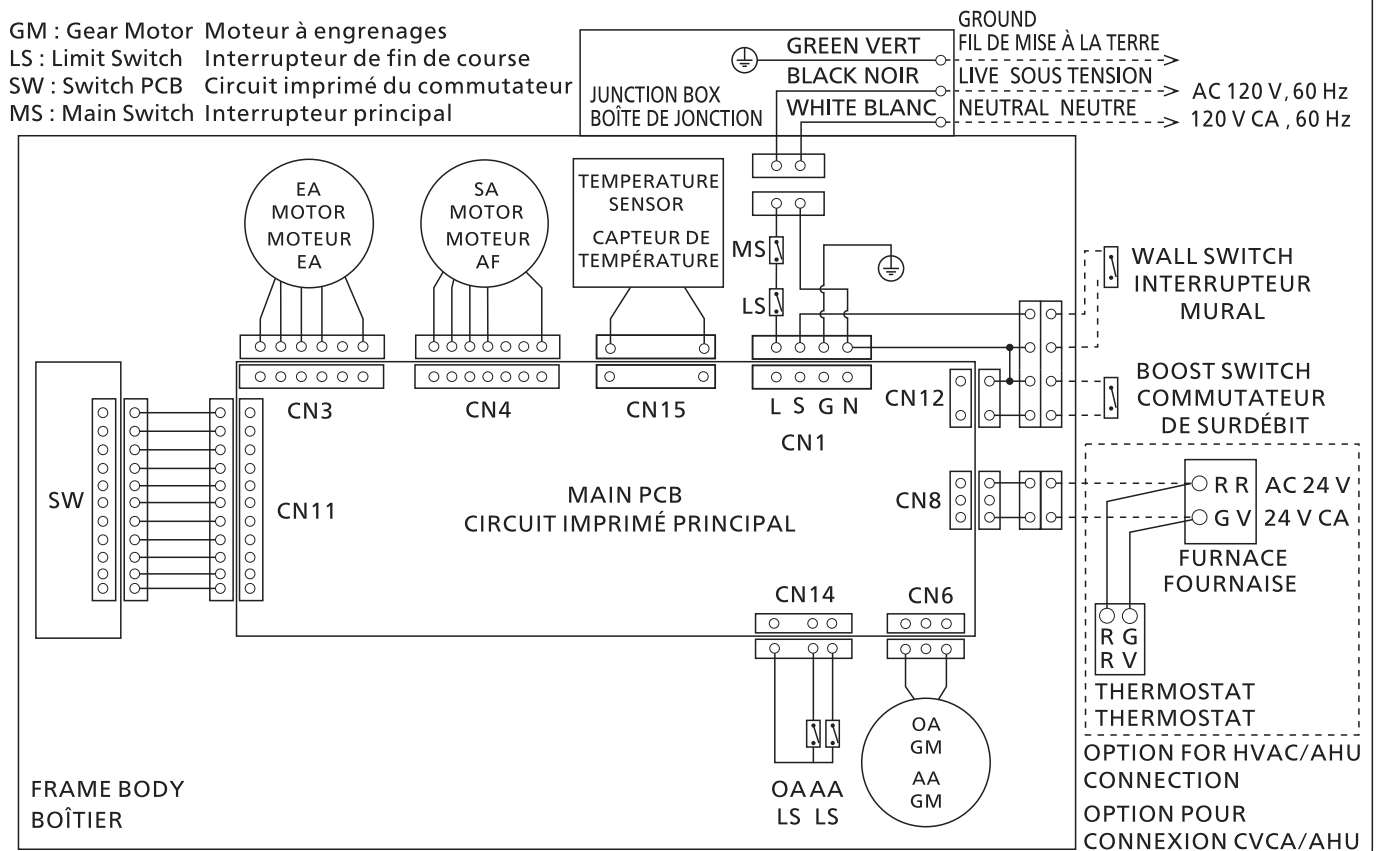 GM : Gear Motor Moteur à engrenages
LS : Limit Switch Interrupteur de fin de course
SW : Switch PCB Circuit imprimé du commutateur
MS : Main Switch Interrupteur principal
JUNCTION BOX
BOÎTE DE JONCTION
GREEN VERT
BLACK NOIR
WHITE BLANC
GROUND
FIL DE MISE À LA TERRE
LIVE SOUS TENSION
NEUTRAL NEUTRE
AC 120 V, 60 Hz
120 V CA , 60 Hz
EA
MOTOR
MOTEUR
EA
SA
MOTOR
MOTEUR
AF
TEMPERATURE
SENSOR
CAPTEUR DE
TEMPÉRATURE
MS
LS
WALL SWITCH
INTERRUPTEUR
MURAL
BOOST SWITCH
COMMUTATEUR
DE SURDÉBIT
CN3
CN4
CN15
L S G N
CN1
CN12
SW
CN11
MAIN PCB
CIRCUIT IMPRIMÉ PRINCIPAL
CN8
R R AC 24 V
G V 24 V CA
FURNACE
FOURNAISE
CN14
CN6
R G
R V
THERMOSTAT
THERMOSTAT
OA AA
LS LS
OA
GM
AA
GM
OPTION FOR HVAC/AHU
CONNECTION
OPTION POUR
CONNEXION CVCA/AHU
FRAME BODY
BOÎTIER